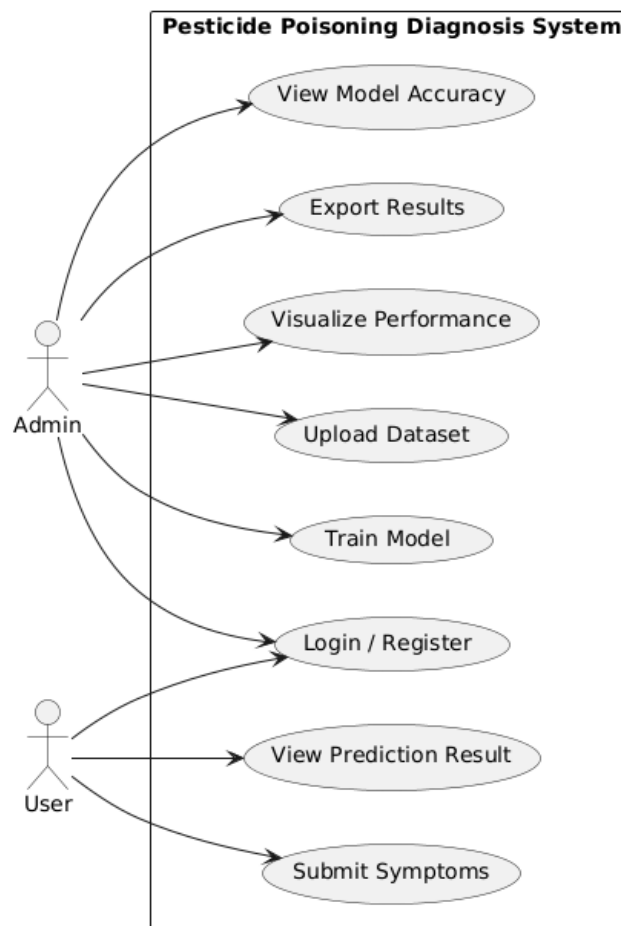 Pesticide Poisoning Diagnosis System
View Model Accuracy
Export Results
Visualize Performance
Admin
Upload Dataset
Train Model
Login / Register
View Prediction Result
User
Submit Symptoms